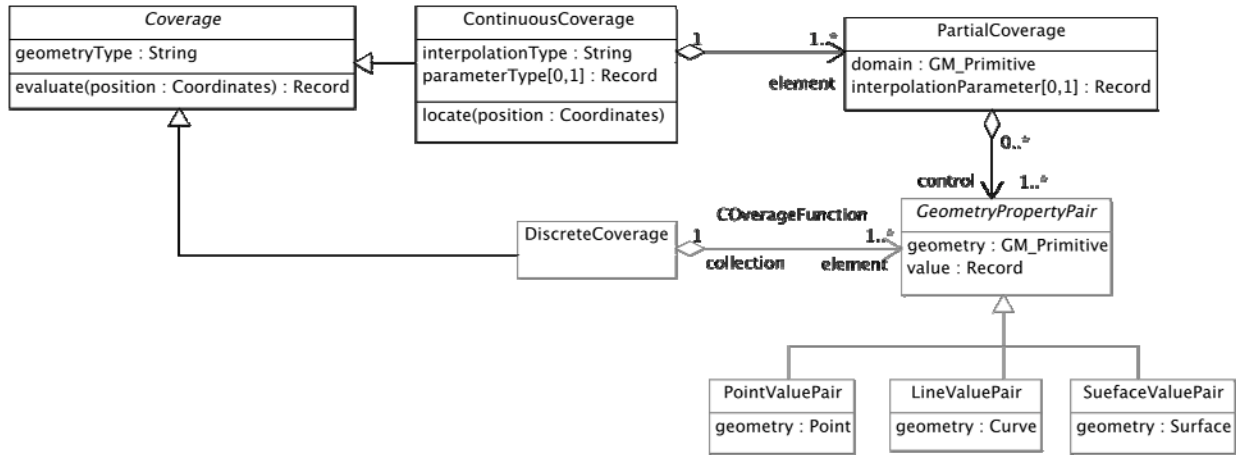 Coverage
geometryType : String
evaluate(position : Coordinates) : Record
ContinuousCoverage
interpolationType : String
parameterType[0,1] : Record
locate(position : Coordinates)
1
1..*
element
PartialCoverage
domain : GM_Primitive
interpolationParameter[0,1] : Record
0..*
control
1..*
DiscreteCoverage
COverageFunction
1
1..*
collection
element
GeometryPropertyPair
geometry : GM_Primitive
value : Record
PointValuePair
geometry : Point
LineValuePair
geometry : Curve
SuefaceValuePair
geometry : Surface